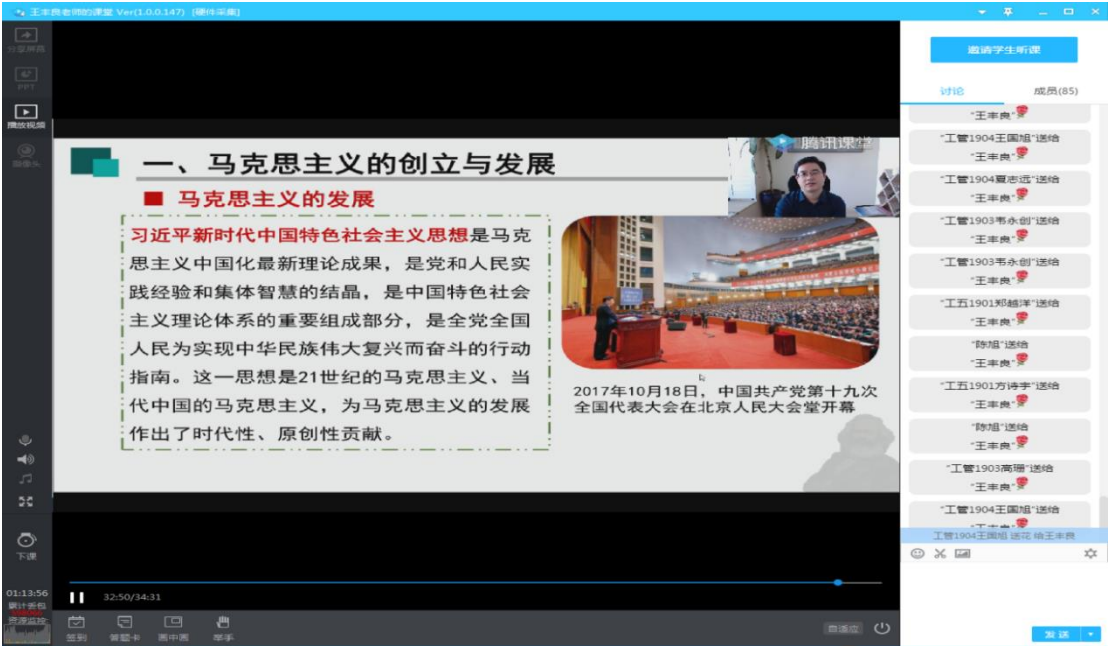 王丰良老师的课堂 Ver(1.0.0.147) [硬件采集]
分享屏幕
PPT
播放视频
摄像头
下课
01:13:56
累计丢包
资源监控
腾讯课堂
一、马克思主义的创立与发展
马克思主义的发展
习近平新时代中国特色社会主义思想是马克
思主义中国化最新理论成果，是党和人民实
践经验和集体智慧的结晶，是中国特色社会
主义理论体系的重要组成部分，是全党全国
人民为实现中华民族伟大复兴而奋斗的行动
指南。这一思想是21世纪的马克思主义、当
代中国的马克思主义，为马克思主义的发展
作出了时代性、原创性贡献。
2017年10月18日，中国共产党第十九次
全国代表大会在北京人民大会堂开幕
32:50/34:31
签到
答题卡
画中画
举手
自适应
邀请学生听课
讨论
成员(85)
"王丰良"
"工管1904王国旭"送给
"王丰良"
"工管1904夏志远"送给
"王丰良"
"工管1903韦永创"送给
"王丰良"
"工管1903韦永创"送给
"王丰良"
"工五1901郑越洋"送给
"王丰良"
"陈旭"送给
"王丰良"
"工五1901方诗宇"送给
"王丰良"
"陈旭"送给
"王丰良"
"工管1903高珊"送给
"王丰良"
"工管1904王国旭"送给
"王丰良"
工管1904王国旭 送花 给王丰良
发送